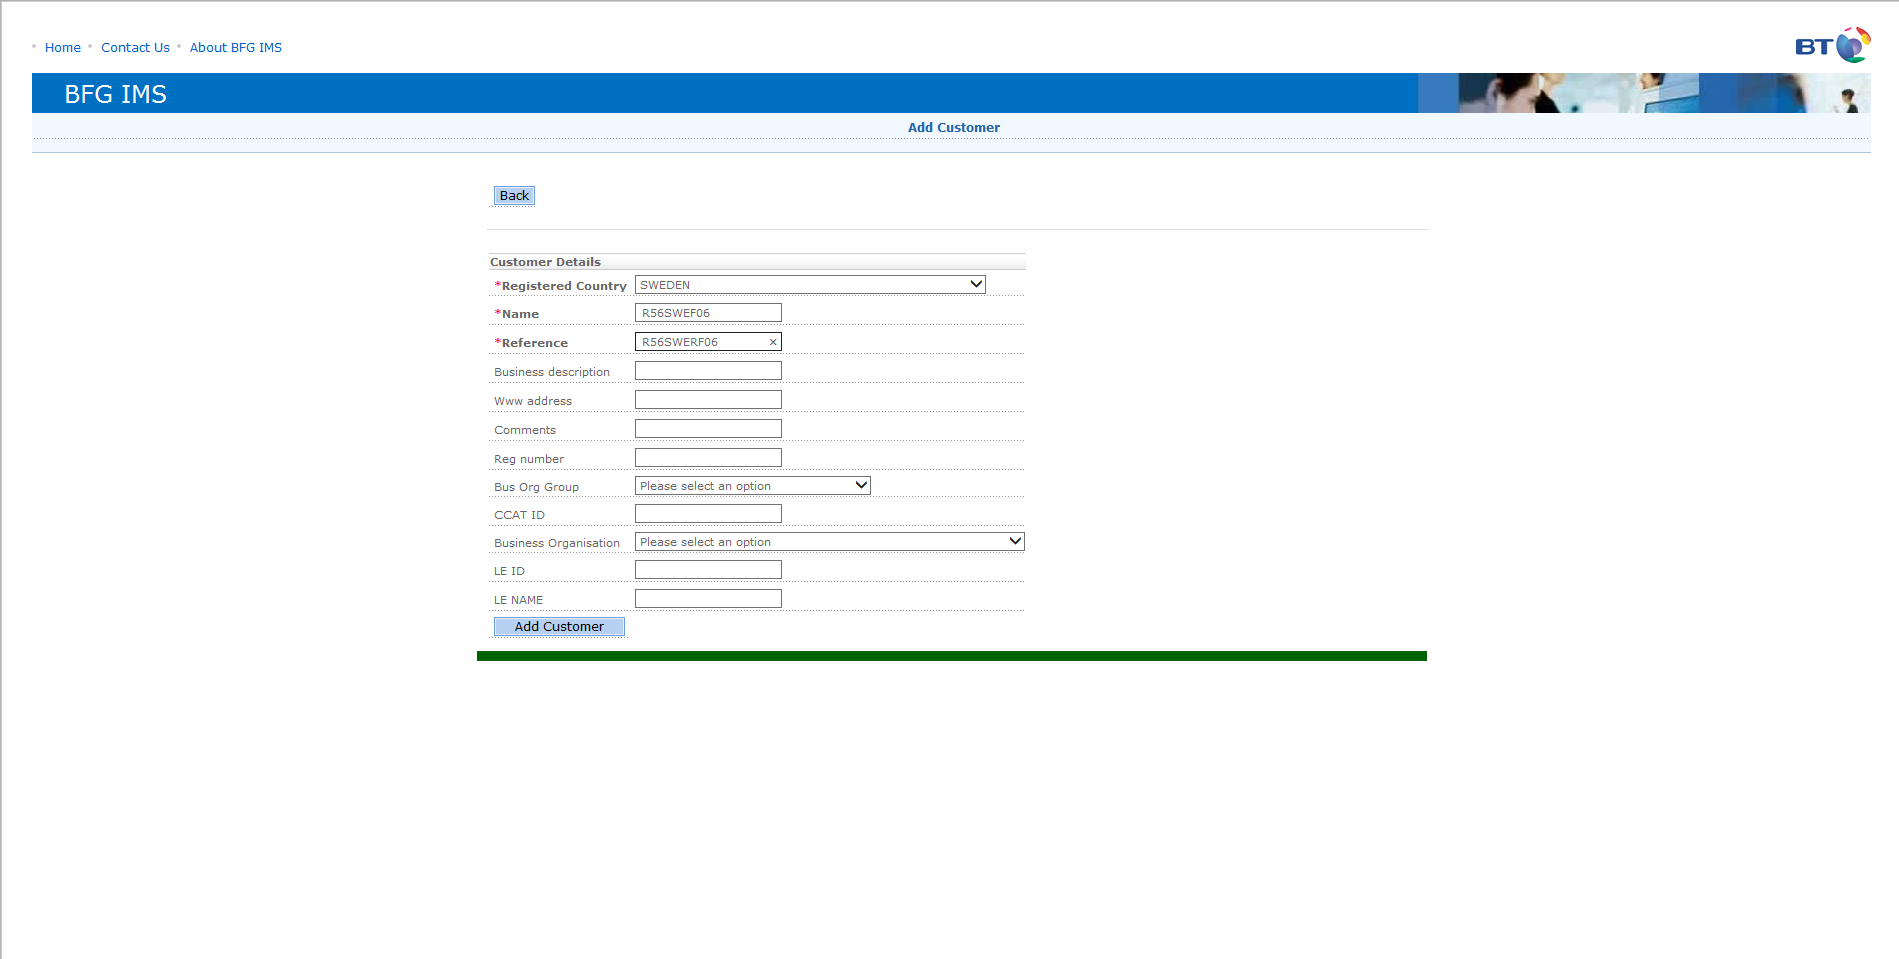 Home Contact Us About BFG IMS
BT
BFG IMS
Add Customer
Back
Customer Details
*Registered Country SWEDEN
*Name R56SWEF06
*Reference R56SWERF06 ×
Business description
Www address
Comments
Reg number
Bus Org Group Please select an option
CCAT ID
Business Organisation Please select an option
LE ID
LE NAME
Add Customer